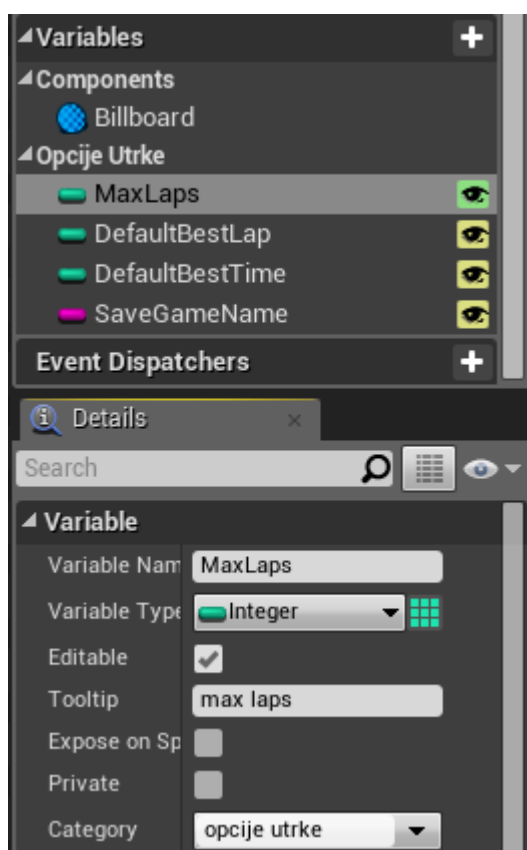 Variables
Components
Billboard
Opcije Utrke
MaxLaps
DefaultBestLap
DefaultBestTime
SaveGameName
Event Dispatchers
Details
Search
Variable
Variable Nam MaxLaps
Variable Type Integer
Editable
Tooltip max laps
Expose on Sp
Private
Category opcije utrke